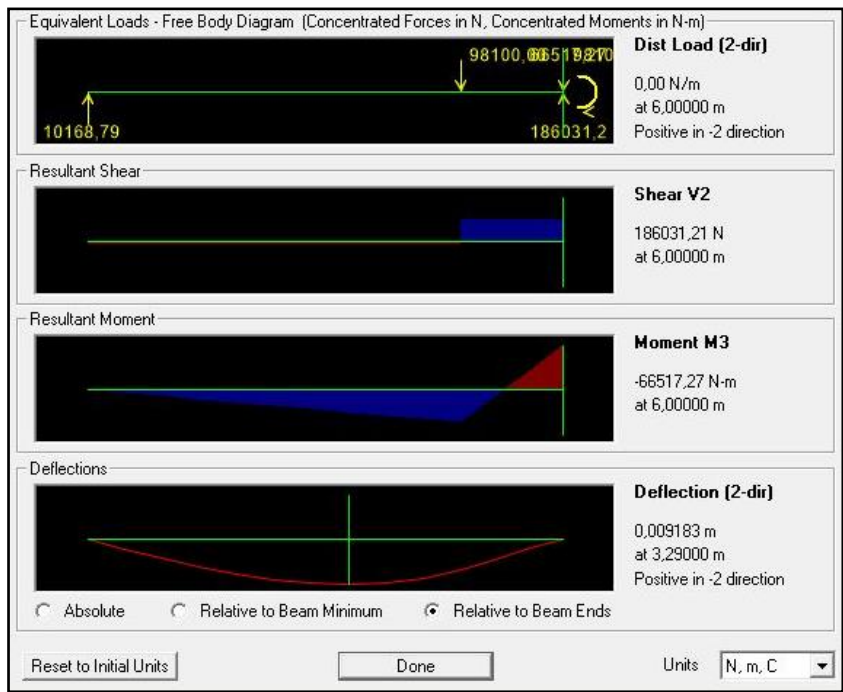 Equivalent Loads - Free Body Diagram (Concentrated Forces in N, Concentrated Moments in N-m)
98100,00
10168,79
186031,2
Dist Load (2-dir)
0,00 N/m
at 6,00000 m
Positive in -2 direction
Resultant Shear
Shear V2
186031,21 N
at 6,00000 m
Resultant Moment
Moment M3
-66517,27 N-m
at 6,00000 m
Deflections
Deflection (2-dir)
0,009183 m
at 3,29000 m
Positive in -2 direction
Absolute
Relative to Beam Minimum
Relative to Beam Ends
Reset to Initial Units
Done
Units
N, m, C